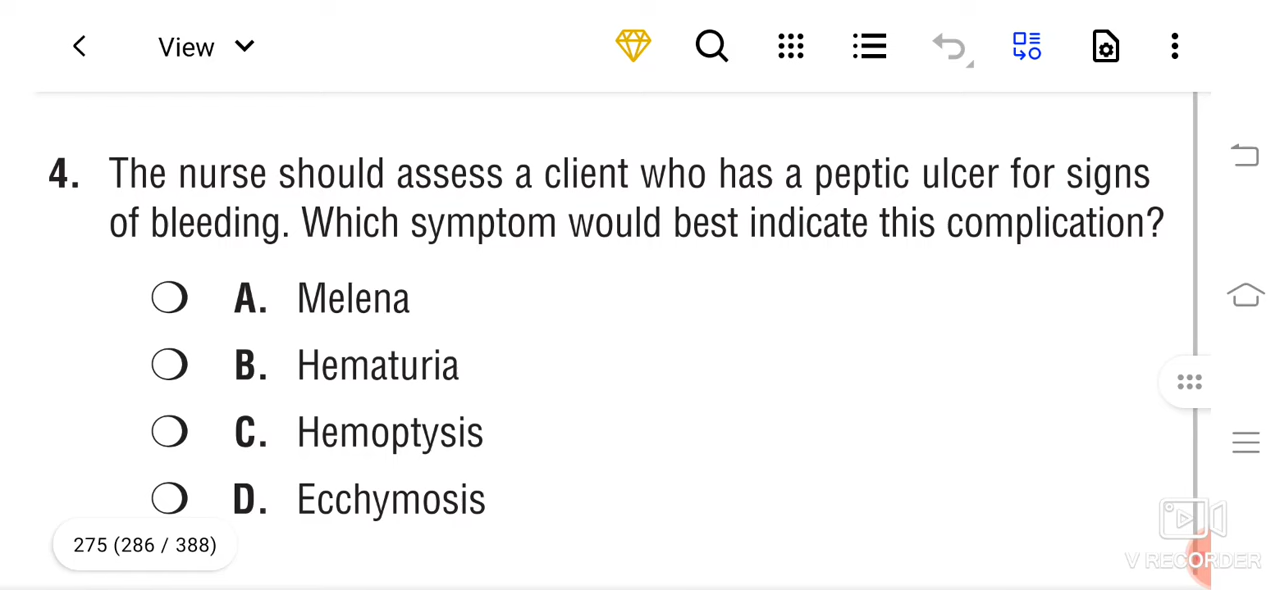 View
4. The nurse should assess a client who has a peptic ulcer for signs
of bleeding. Which symptom would best indicate this complication?
A. Melena
B. Hematuria
C. Hemoptysis
D. Ecchymosis
275 (286 / 388)
V RECORDER